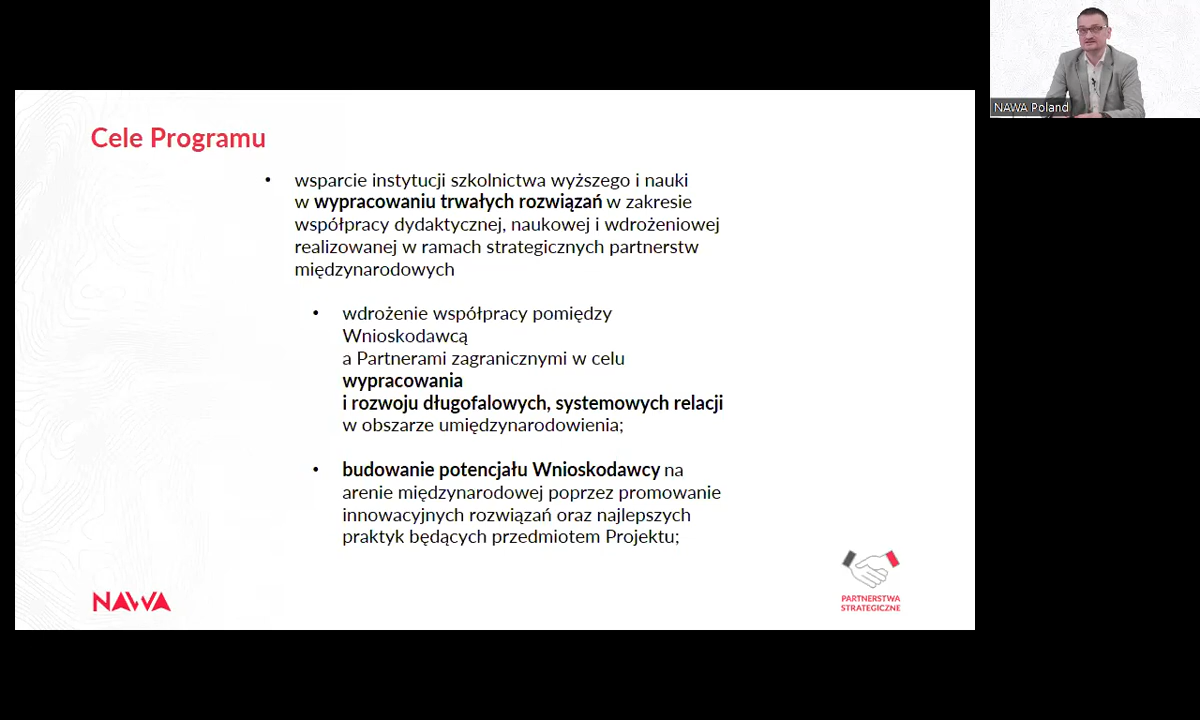 NAWA Poland
Cele Programu
• wsparcie instytucji szkolnictwa wyższego i nauki
w wypracowaniu trwałych rozwiązań w zakresie
współpracy dydaktycznej, naukowej i wdrożeniowej
realizowanej w ramach strategicznych partnerstw
międzynarodowych
• wdrożenie współpracy pomiędzy
Wnioskodawcą
a Partnerami zagranicznymi w celu
wypracowania
i rozwoju długofalowych, systemowych relacji
w obszarze umiędzynarodowienia;
• budowanie potencjału Wnioskodawcy na
arenie międzynarodowej poprzez promowanie
innowacyjnych rozwiązań oraz najlepszych
praktyk będących przedmiotem Projektu;
NAWA
PARTNERSTWA
STRATEGICZNE